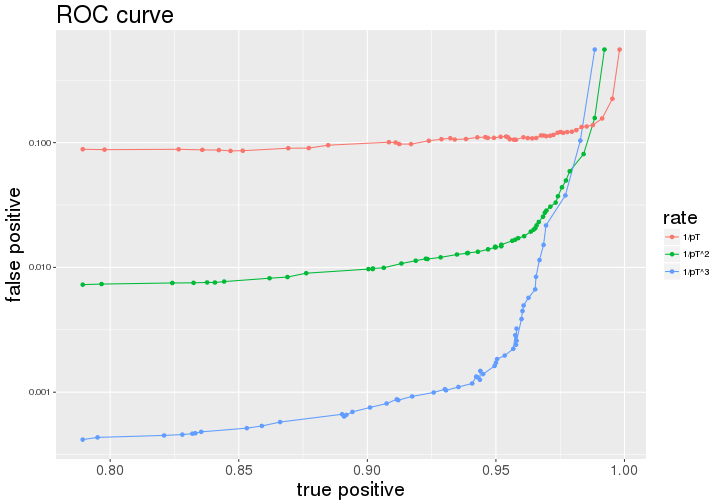 ROC curve
0.100
0.010
0.001
false positive
0.80
0.85
0.90
0.95
1.00
true positive
rate
1/pT
1/pT^2
1/pT^3